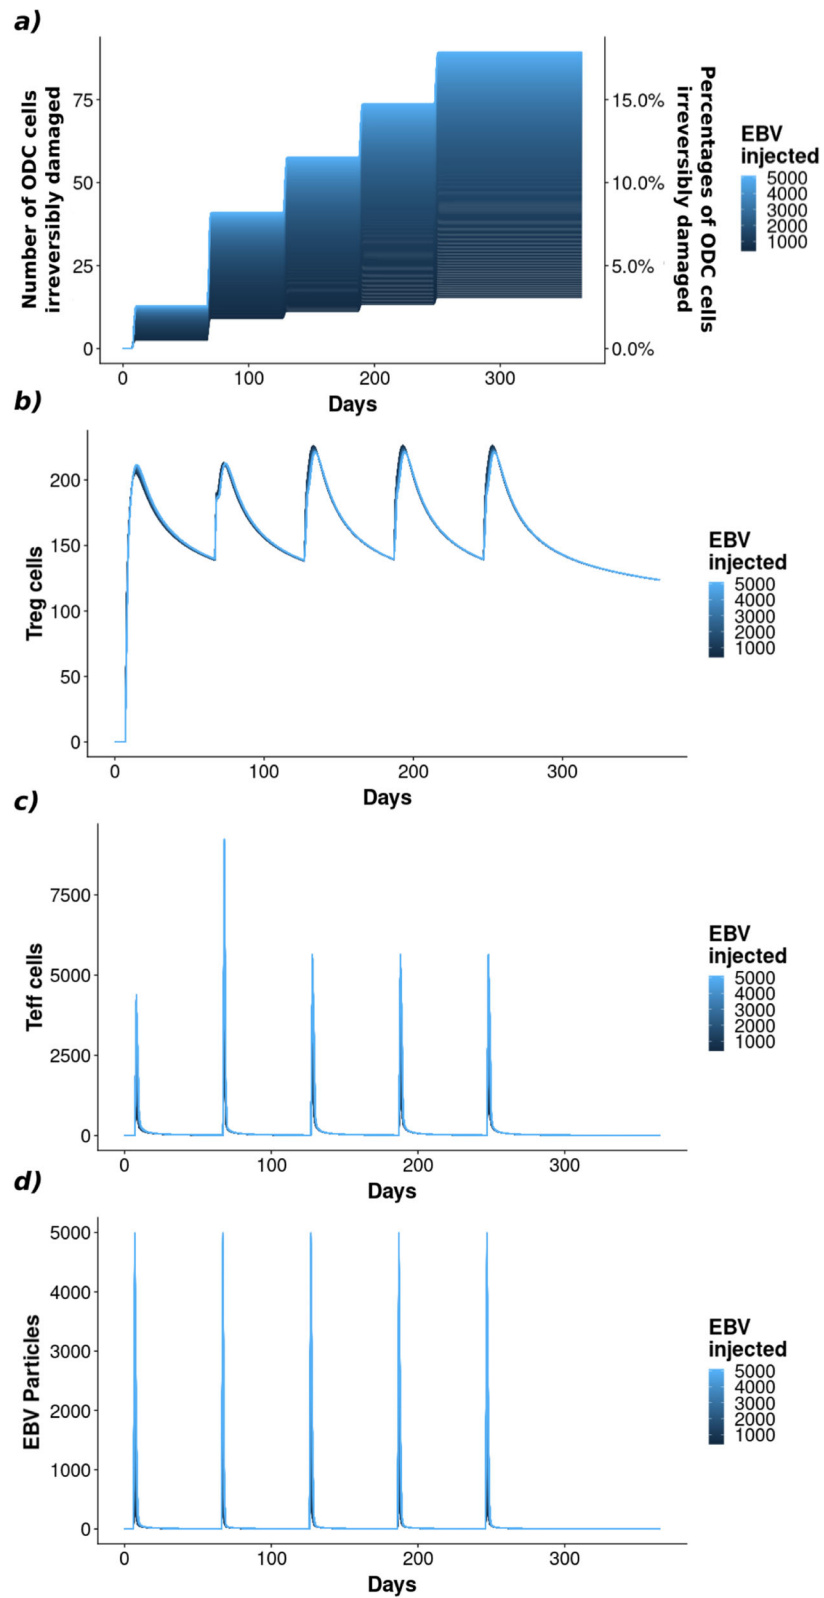 a)
Number of ODC cells
irreversibly damaged
75
50
25
0
15.0%
10.0%
5.0%
0.0%
Percentages of ODC cells
irreversibly damaged
0 100 200 300
Days
EBV
injected
5000
4000
3000
2000
1000
b)
Treg cells
200
150
100
50
0
0 100 200 300
Days
EBV
injected
5000
4000
3000
2000
1000
c)
Teff cells
7500
5000
2500
0
0 100 200 300
Days
EBV
injected
5000
4000
3000
2000
1000
d)
EBV Particles
5000
4000
3000
2000
1000
0
0 100 200 300
Days
EBV
injected
5000
4000
3000
2000
1000